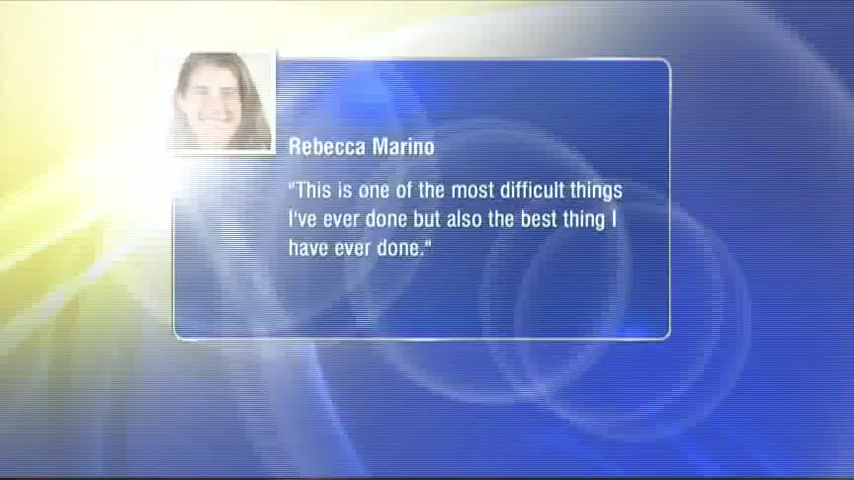 Rebecca Marino
"This is one of the most difficult things
I've ever done but also the best thing I
have ever done."